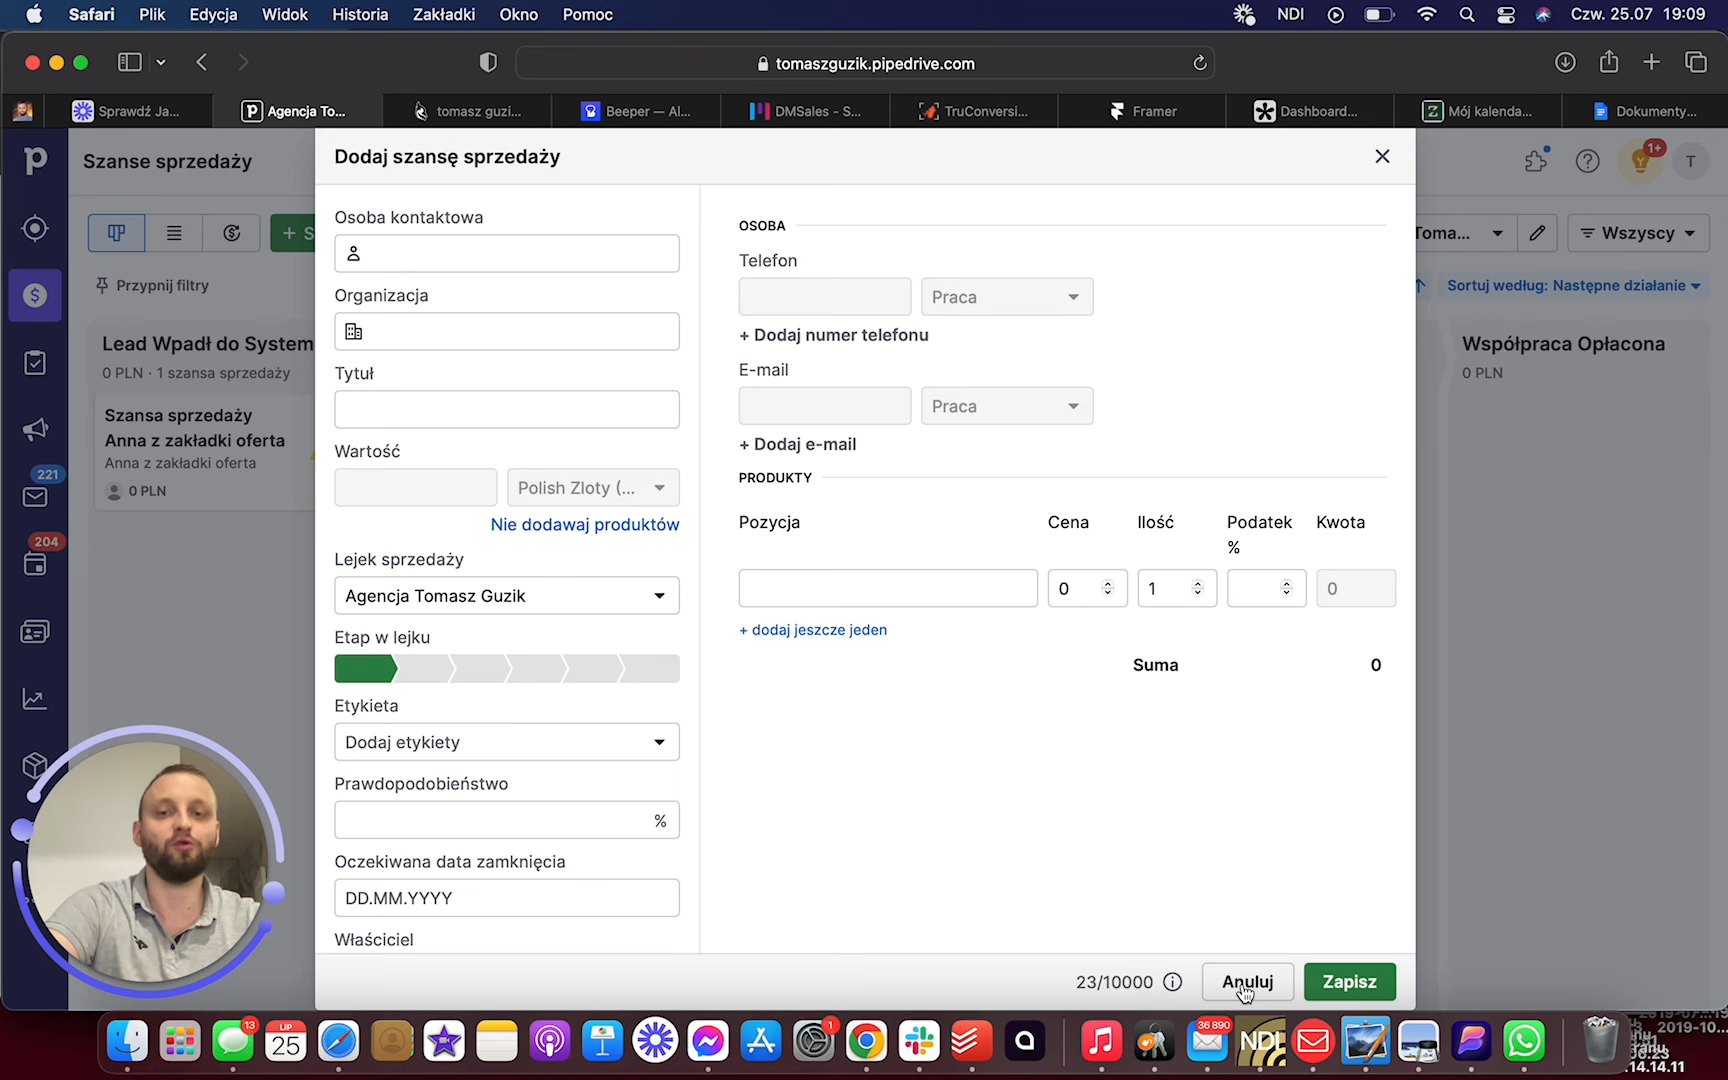 Safari Plik Edycja Widok Historia Zakładki Okno Pomoc NDI Czw. 25.07 19:09
tomaszguzik.pipedrive.com
Sprawdź Ja... Agencja To... tomasz guzi... Beeper — Al... DMSales - S... TruConversi... Framer Dashboard... Mój kalenda... Dokumenty...
Szanse sprzedaży
Dodaj szansę sprzedaży
1+
T
+ S
Toma...
Wszyscy
Przypnij filtry
Sortuj według: Następne działanie
Lead Wpadł do System
0 PLN · 1 szansa sprzedaży
Szansa sprzedaży
Anna z zakładki oferta
Anna z zakładki oferta
0 PLN
Współpraca Opłacona
0 PLN
221
204
Osoba kontaktowa
Organizacja
Tytuł
Wartość
Polish Zloty (...
Nie dodawaj produktów
Lejek sprzedaży
Agencja Tomasz Guzik
Etap w lejku
Etykieta
Dodaj etykiety
Prawdopodobieństwo
%
Oczekiwana data zamknięcia
DD.MM.YYYY
Właściciel
OSOBA
Telefon
Praca
+ Dodaj numer telefonu
E-mail
Praca
+ Dodaj e-mail
PRODUKTY
Pozycja Cena Ilość Podatek % Kwota
0 1 0
+ dodaj jeszcze jeden
Suma 0
23/10000
Anuluj
Zapisz
13
LIP
25
1
36 890
NDI
2019-10...
14.14.11